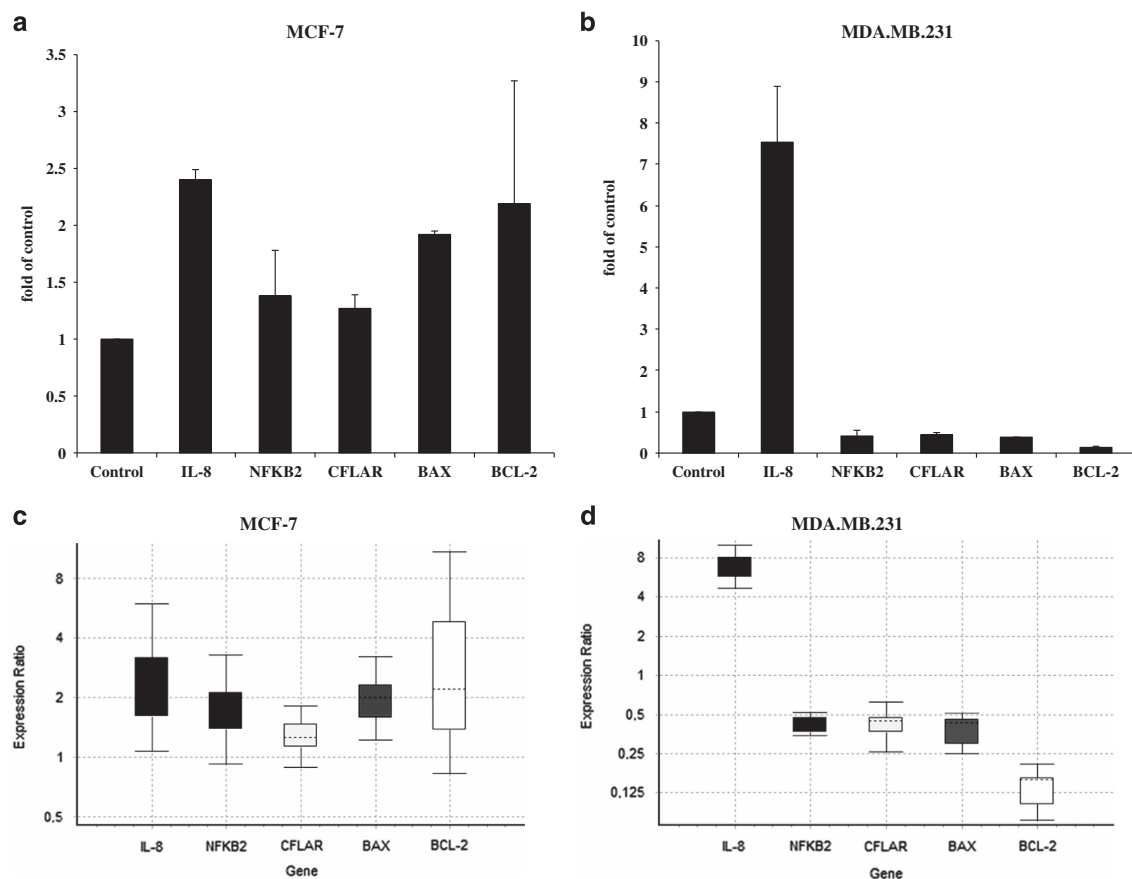 a
MCF-7
fold of control
3.5
3
2.5
2
1.5
1
0.5
0
Control IL-8 NFKB2 CFLAR BAX BCL-2
b
MDA.MB.231
fold of control
10
9
8
7
6
5
4
3
2
1
0
Control IL-8 NFKB2 CFLAR BAX BCL-2
c
MCF-7
Expression Ratio
8
4
2
1
0.5
IL-8 NFKB2 CFLAR BAX BCL-2
Gene
d
MDA.MB.231
Expression Ratio
8
4
2
1
0.5
0.25
0,125
IL-8 NFKB2 CFLAR BAX BCL-2
Gene